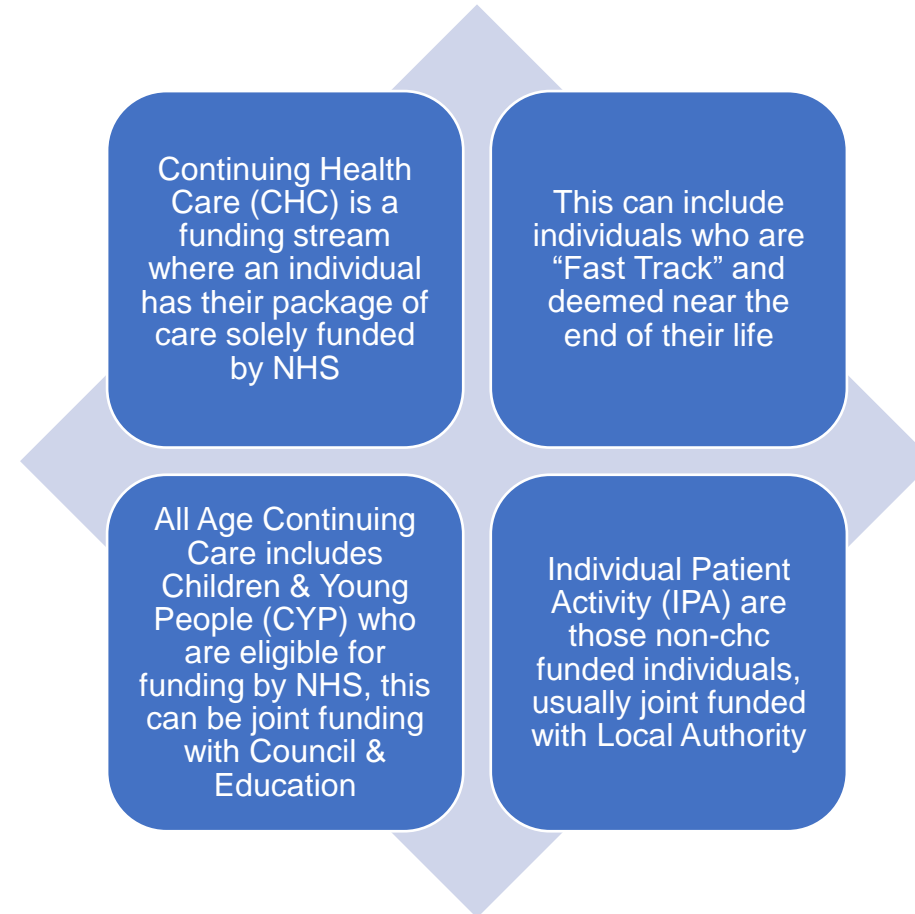 Continuing Health
Care (CHC) is a
funding stream
where an individual
has their package of
care solely funded
by NHS
This can include
individuals who are
“Fast Track” and
deemed near the
end of their life
All Age Continuing
Care includes
Children & Young
People (CYP) who
are eligible for
funding by NHS, this
can be joint funding
with Council &
Education
Individual Patient
Activity (IPA) are
those non-chc
funded individuals,
usually joint funded
with Local Authority